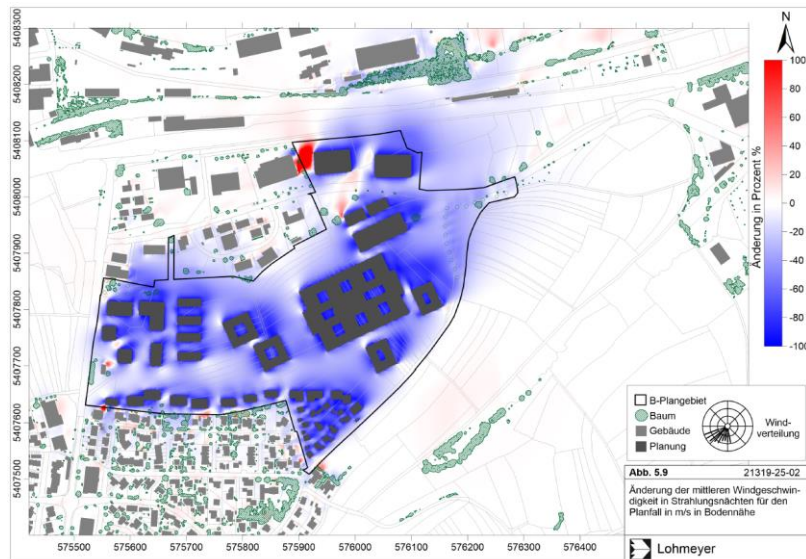 5408300
5408200
5408100
5408000
5407900
5407800
5407700
5407600
5407500
575500
575600
575700
575800
575900
576000
576100
576200
576300
576400
N
100
80
60
40
20
0
-20
-40
-60
-80
-100
Änderung in Prozent %
B-Plangebiet
Baum
Gebäude
Planung
Wind-
verteilung
Abb. 5.9 21319-25-02
Änderung der mittleren Windgeschwin-
digkeit in Strahlungsnächten für den
Planfall in m/s in Bodennähe
Lohmeyer